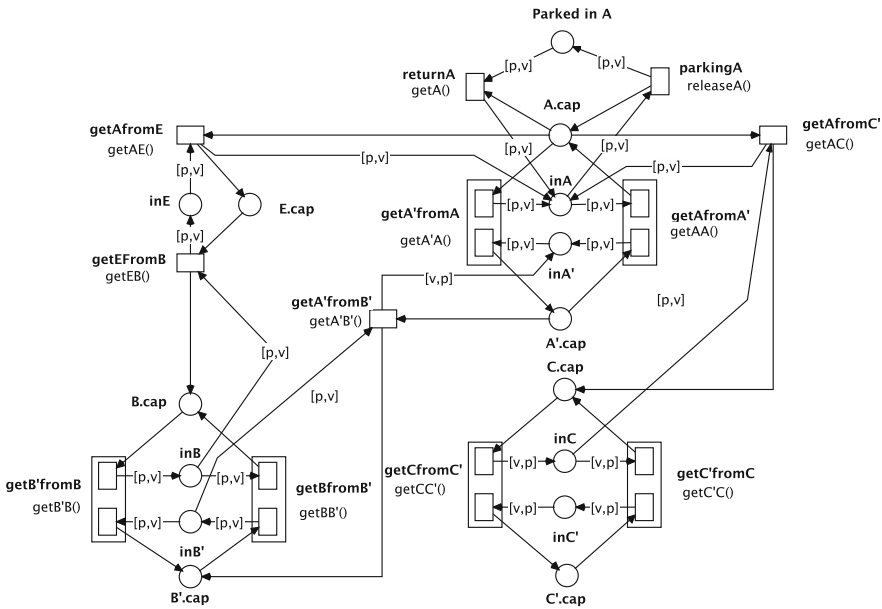 Parked in A
[p,v]
[p,v]
returnA
getA()
parkingA
releaseA()
A.cap
getAfromE
getAE()
getAfromC'
getAC()
[p,v]
[p,v]
[p,v]
[p,v]
[p,v]
inA
inE
E.cap
getA'fromA
getA'A()
[p,v]
[p,v]
getAfromA'
getAA()
[p,v]
[p,v]
[p,v]
inA'
getEFromB
getEB()
[v,p]
getA'fromB'
getA'B'()
[p,v]
A'.cap
C.cap
[p,v]
[p,v]
B.cap
inB
[p,v]
[p,v]
getB'fromB
getB'B()
getBfromB'
getBB'()
[p,v]
[p,v]
inB'
B'.cap
inC
getCfromC'
getCC'()
[v,p]
[v,p]
getC'fromC
getC'C()
[v,p]
[v,p]
inC'
C'.cap